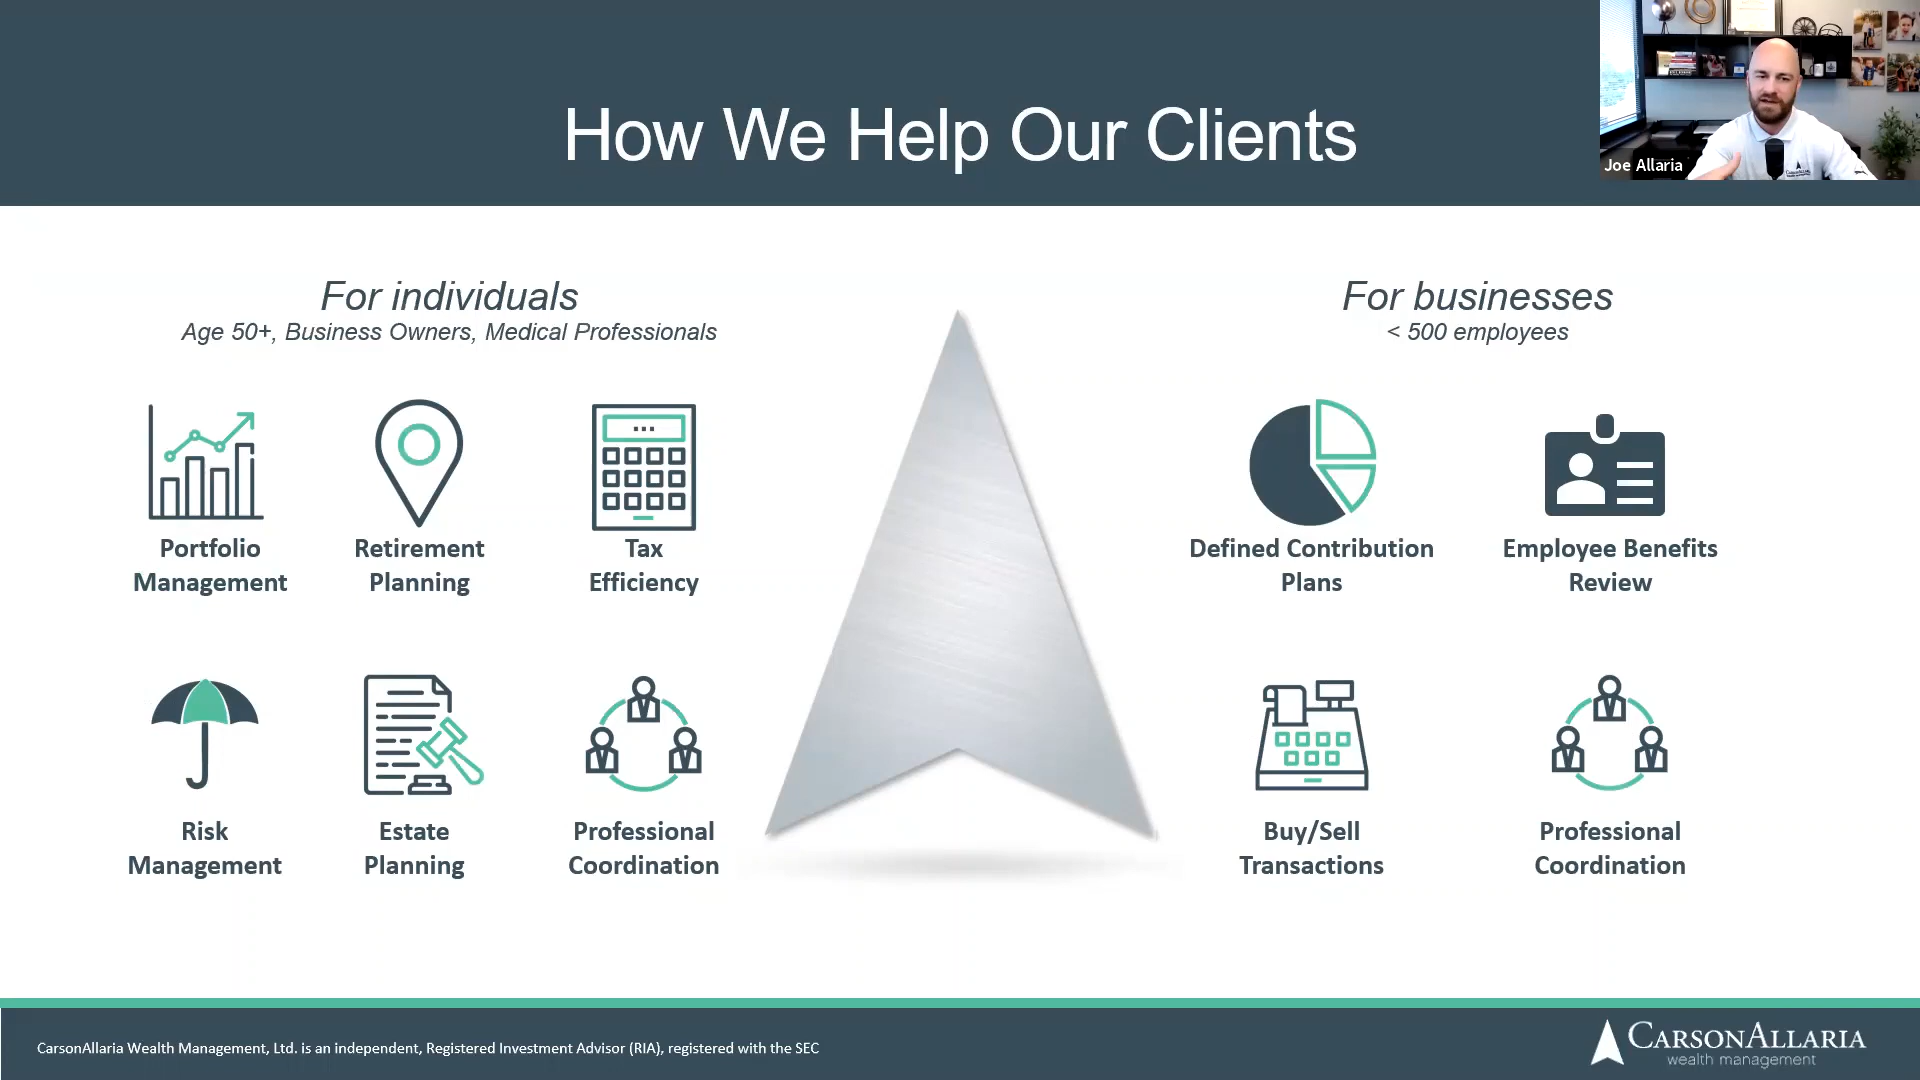 How We Help Our Clients
Joe Allaria
For individuals
Age 50+, Business Owners, Medical Professionals
Portfolio
Management
Retirement
Planning
Tax
Efficiency
Risk
Management
Estate
Planning
Professional
Coordination
For businesses
< 500 employees
Defined Contribution
Plans
Employee Benefits
Review
Buy/Sell
Transactions
Professional
Coordination
CarsonAllaria Wealth Management, Ltd. is an independent, Registered Investment Advisor (RIA), registered with the SEC
CARSONALLARIA
wealth management